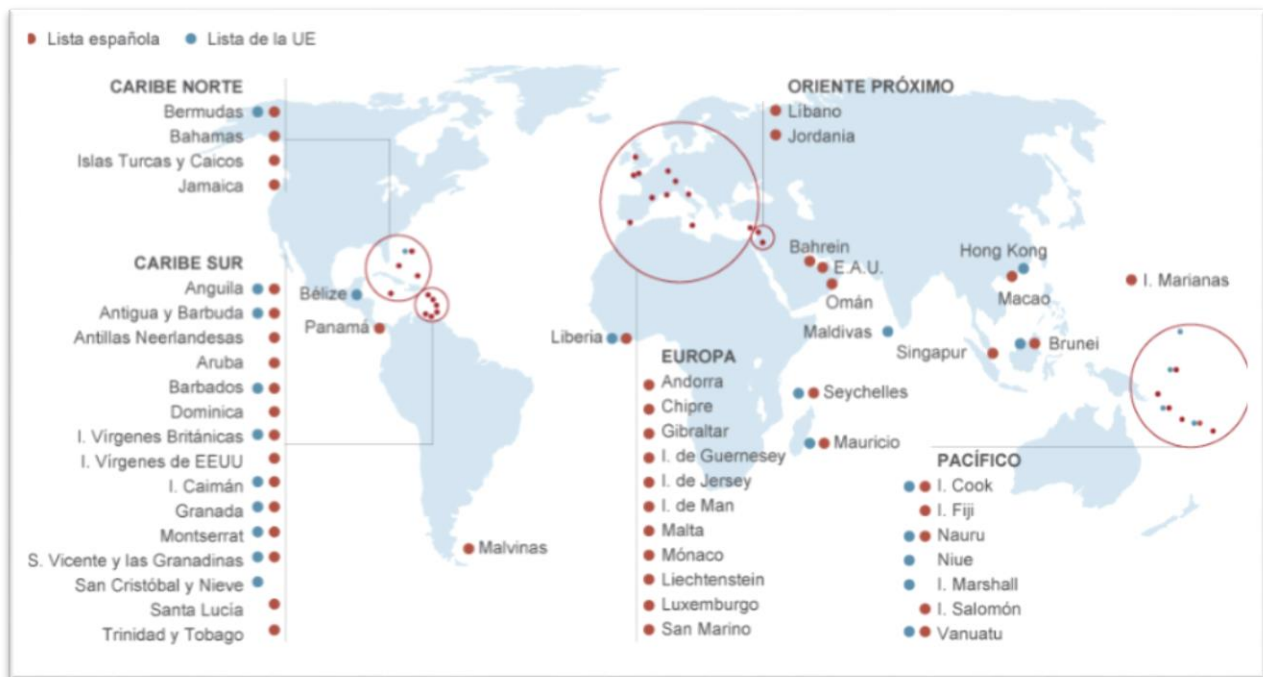 Lista española
Lista de la UE
CARIBE NORTE
Bermudas
Bahamas
Islas Turcas y Caicos
Jamaica
CARIBE SUR
Anguila
Antigua y Barbuda
Antillas Neerlandesas
Aruba
Barbados
Dominica
I. Vírgenes Británicas
I. Vírgenes de EEUU
I. Caimán
Granada
Montserrat
S. Vicente y las Granadinas
San Cristóbal y Nieve
Santa Lucía
Trinidad y Tobago
Bélize
Panamá
Malvinas
Liberia
EUROPA
Andorra
Chipre
Gibraltar
I. de Guernesey
I. de Jersey
I. de Man
Malta
Mónaco
Liechtenstein
Luxemburgo
San Marino
ORIENTE PRÓXIMO
Líbano
Jordania
Bahrein
E.A.U.
Omán
Maldivas
Seychelles
Mauricio
Hong Kong
Macao
Singapur
Brunei
I. Marianas
PACÍFICO
I. Cook
I. Fiji
Nauru
Niue
I. Marshall
I. Salomón
Vanuatu